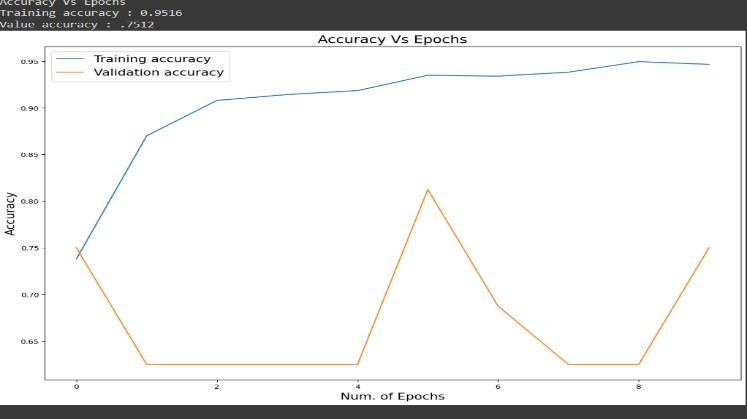 Accuracy Vs Epochs
Training accuracy : 0.9516
Value accuracy : .7512
Accuracy Vs Epochs
Training accuracy
Validation accuracy
0.95
0.90
0.85
0.80
0.75
0.70
0.65
Accuracy
0 2 4 6 8
Num. of Epochs